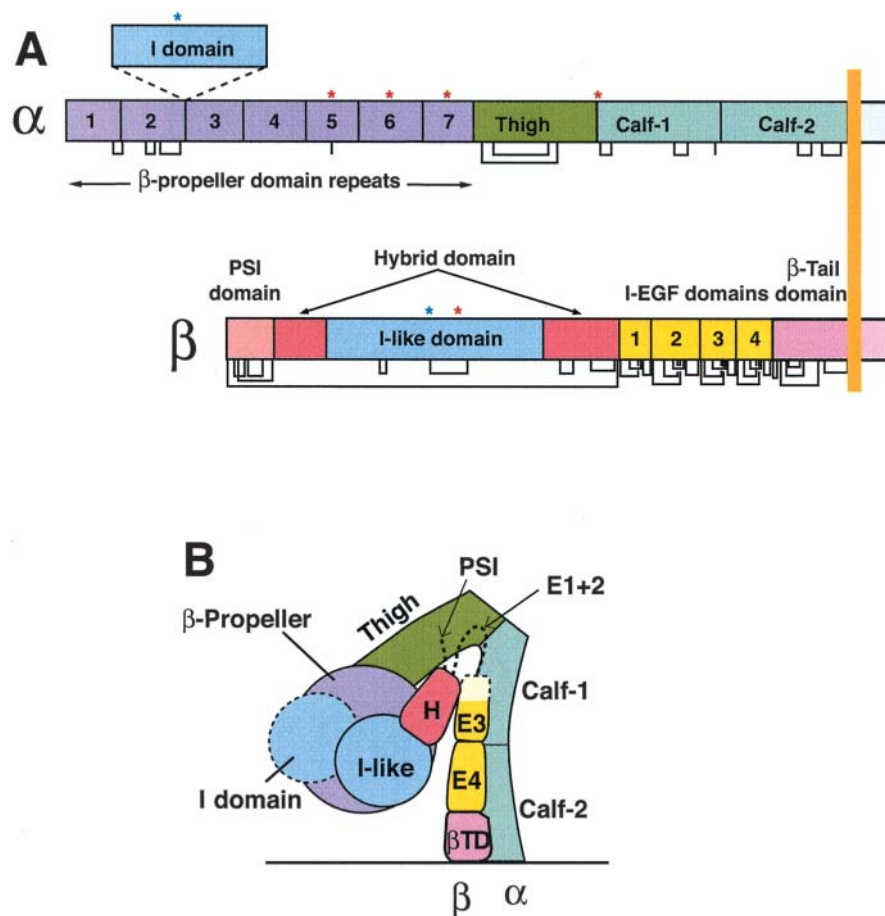 A
I domain
α
1 2 3 4 5 6 7 Thigh Calf-1 Calf-2
β-propeller domain repeats
Hybrid domain
PSI
domain
β-Tail
I-EGF domains domain
β
I-like domain
1 2 3 4
B
PSI
E1+2
Thigh
β-Propeller
Calf-1
H
E3
I-like
E4
I domain
Calf-2
βTD
β α